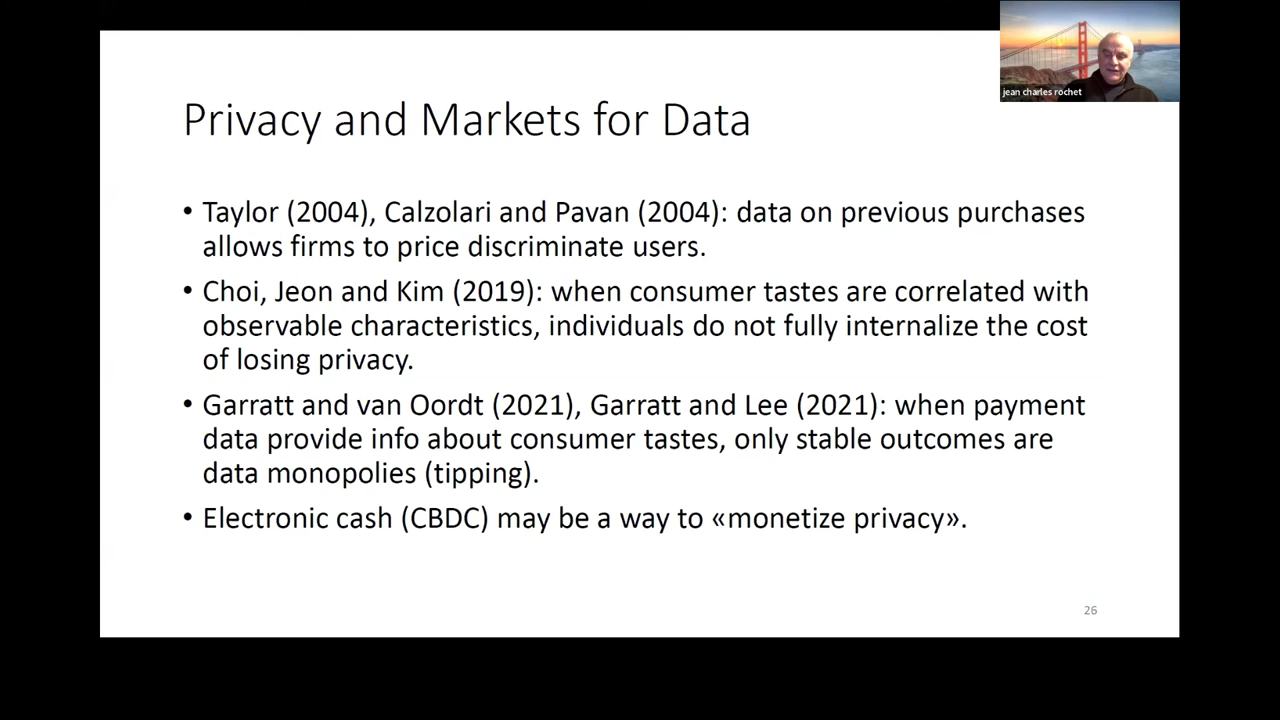 jean charles rochet
Privacy and Markets for Data
• Taylor (2004), Calzolari and Pavan (2004): data on previous purchases
allows firms to price discriminate users.
• Choi, Jeon and Kim (2019): when consumer tastes are correlated with
observable characteristics, individuals do not fully internalize the cost
of losing privacy.
• Garratt and van Oordt (2021), Garratt and Lee (2021): when payment
data provide info about consumer tastes, only stable outcomes are
data monopolies (tipping).
• Electronic cash (CBDC) may be a way to «monetize privacy».
26